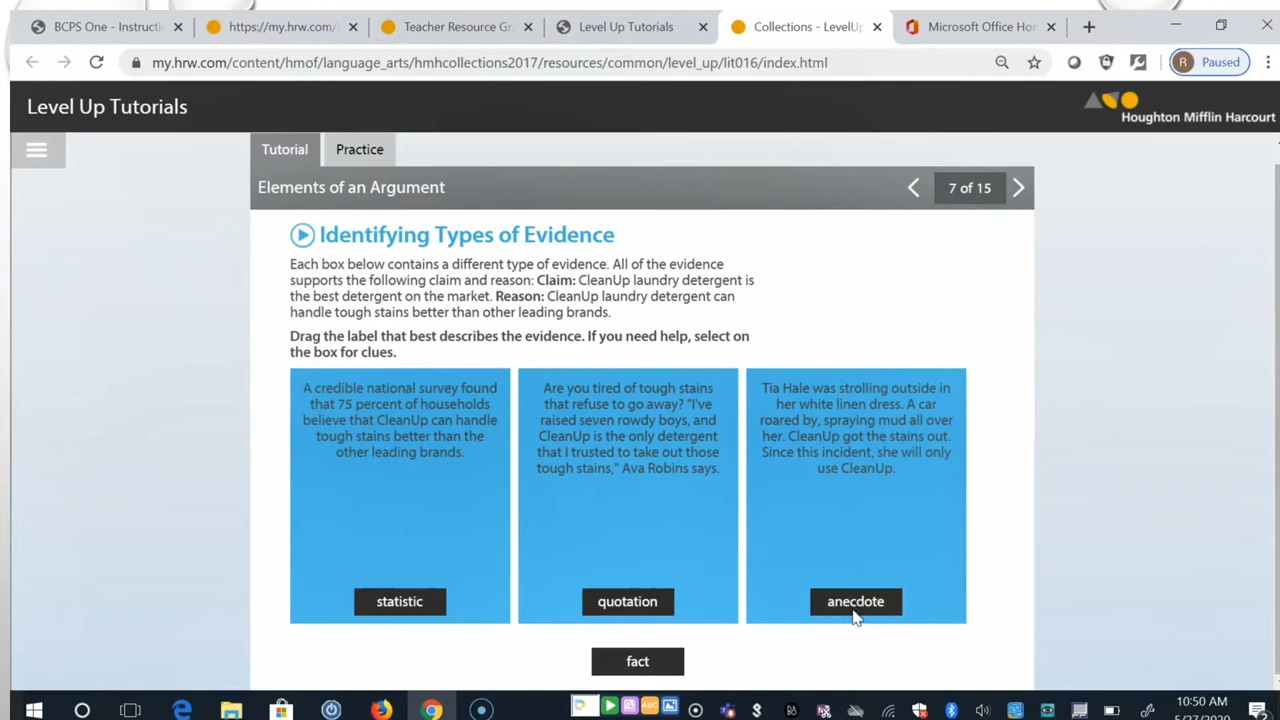 BCPS One - Instructi
https://my.hrw.com/
Teacher Resource Gr
Level Up Tutorials
Collections - LevelUp
Microsoft Office Hom
my.hrw.com/content/hmof/language_arts/hmhcollections2017/resources/common/level_up/lit016/index.html
R Paused
Level Up Tutorials
Houghton Mifflin Harcourt
Tutorial
Practice
Elements of an Argument
7 of 15
Identifying Types of Evidence
Each box below contains a different type of evidence. All of the evidence
supports the following claim and reason: Claim: CleanUp laundry detergent is
the best detergent on the market. Reason: CleanUp laundry detergent can
handle tough stains better than other leading brands.
Drag the label that best describes the evidence. If you need help, select on
the box for clues.
A credible national survey found
that 75 percent of households
believe that CleanUp can handle
tough stains better than the
other leading brands.
statistic
Are you tired of tough stains
that refuse to go away? "I've
raised seven rowdy boys, and
CleanUp is the only detergent
that I trusted to take out those
tough stains," Ava Robins says.
quotation
Tia Hale was strolling outside in
her white linen dress. A car
roared by, spraying mud all over
her. CleanUp got the stains out.
Since this incident, she will only
use CleanUp.
anecdote
fact
ABC
10:50 AM
5/27/2020